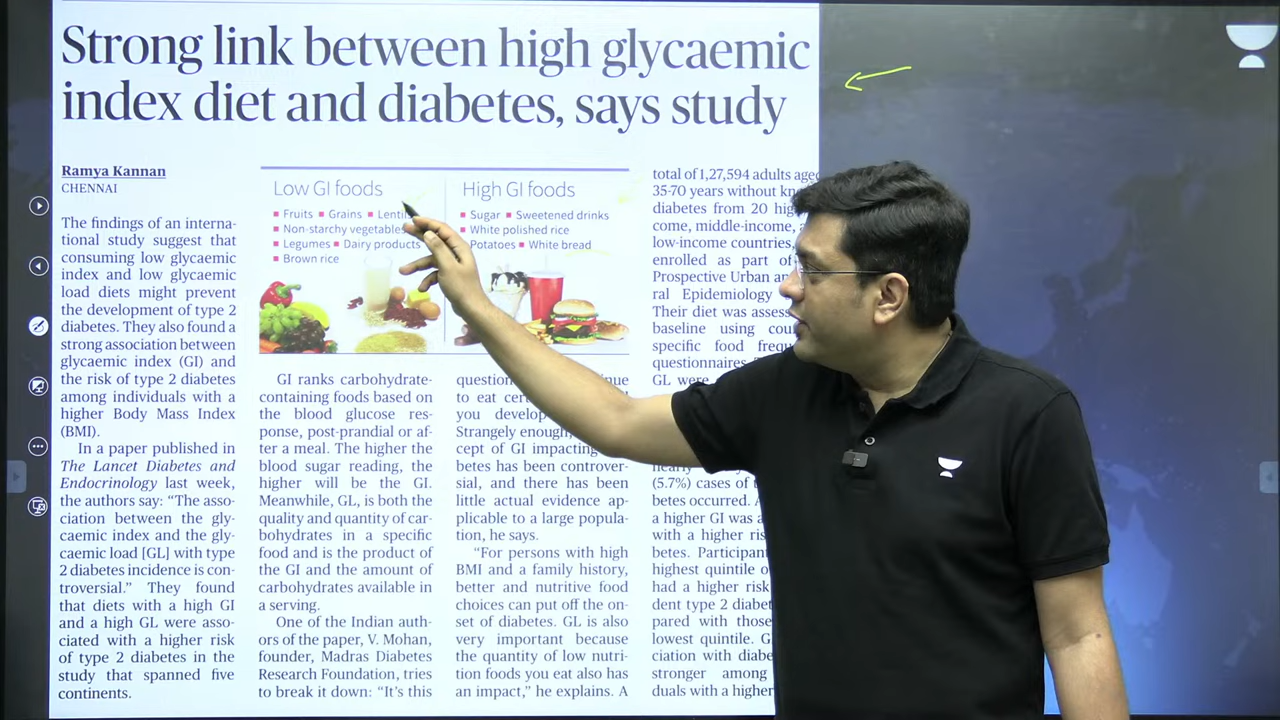 Strong link between high glycaemic
index diet and diabetes, says study
Ramya Kannan
CHENNAI
The findings of an interna-
tional study suggest that
consuming low glycaemic
index and low glycaemic
load diets might prevent
the development of type 2
diabetes. They also found a
strong association between
glycaemic index (GI) and
the risk of type 2 diabetes
among individuals with a
higher Body Mass Index
(BMI).
In a paper published in
The Lancet Diabetes and
Endocrinology last week,
the authors say: “The asso-
ciation between the gly-
caemic index and the gly-
caemic load [GL] with type
2 diabetes incidence is con-
troversial.” They found
that diets with a high GI
and a high GL were asso-
ciated with a higher risk
of type 2 diabetes in the
study that spanned five
continents.
Low GI foods
Fruits Grains
Non-starchy vegetables
Legumes Dairy products
Brown rice
High GI foods
Sugar Sweetened drinks
White polished rice
Potatoes White bread
GI ranks carbohydrate-
containing foods based on
the blood glucose res-
ponse, post-prandial or af-
ter a meal. The higher the
blood sugar reading, the
higher will be the GI.
Meanwhile, GL, is both the
quality and quantity of car-
bohydrates in a specific
food and is the product of
the GI and the amount of
carbohydrates available in
a serving.
One of the Indian auth-
ors of the paper, V. Mohan,
founder, Madras Diabetes
Research Foundation, tries
to break it down: “It’s this
to eat
you
Strangely enough,
cept of GI impacting
betes has been controver-
sial, and there has been
little actual evidence ap-
plicable to a large popula-
tion, he says.
“For persons with high
BMI and a family history,
better and nutritive food
choices can put off the on-
set of diabetes. GL is also
very important because
the quantity of low nutri-
tion foods you eat also has
an impact,” he explains. A
total of 1,27,594 adults aged
35-70 years without
diabetes from 20
come, middle-income,
low-income countries,
enrolled as part of
Prospective Urban
ral Epidemiology
Their diet was
baseline using
specific food
questionnaires.
GL were
nearly
(5.7%) cases of
betes occurred.
a higher GI was
with a higher
betes. Participants
highest quintile
had a higher risk
dent type 2
pared with those
lowest quintile.
ciation with
stronger among
duals with a higher